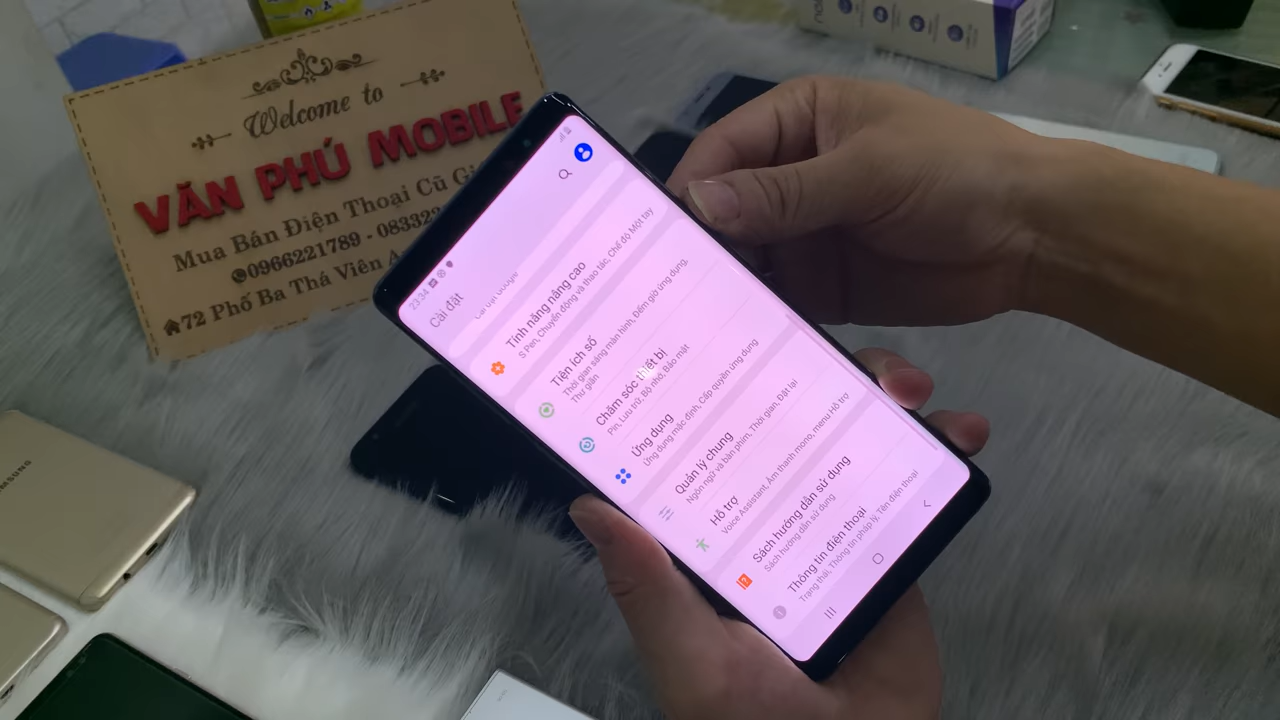 Welcome to
VĂN PHÚ MOBILE
Mua Bán Điện Thoại Cũ
0966221789 - 08332
72 Phố Ba Thá Viên
23:34
Cài đặt
Tính năng nâng cao
S Pen, Chuyển động và thao tác, Chế độ Một tay
Tiện ích số
Thời gian sáng màn hình, Đếm giờ ứng dụng,
Thư giãn
Chăm sóc thiết bị
Pin, Lưu trữ, Bộ nhớ, Bảo mật
Ứng dụng
Ứng dụng mặc định, Cấp quyền ứng dụng
Quản lý chung
Ngôn ngữ và bàn phím, Thời gian, Đặt lại
Hỗ trợ
Voice Assistant, Âm thanh mono, menu Hỗ trợ
Sách hướng dẫn sử dụng
Sách hướng dẫn sử dụng
Thông tin điện thoại
Trạng thái, Thông tin pháp lý, Tên điện thoại
SAMSUNG